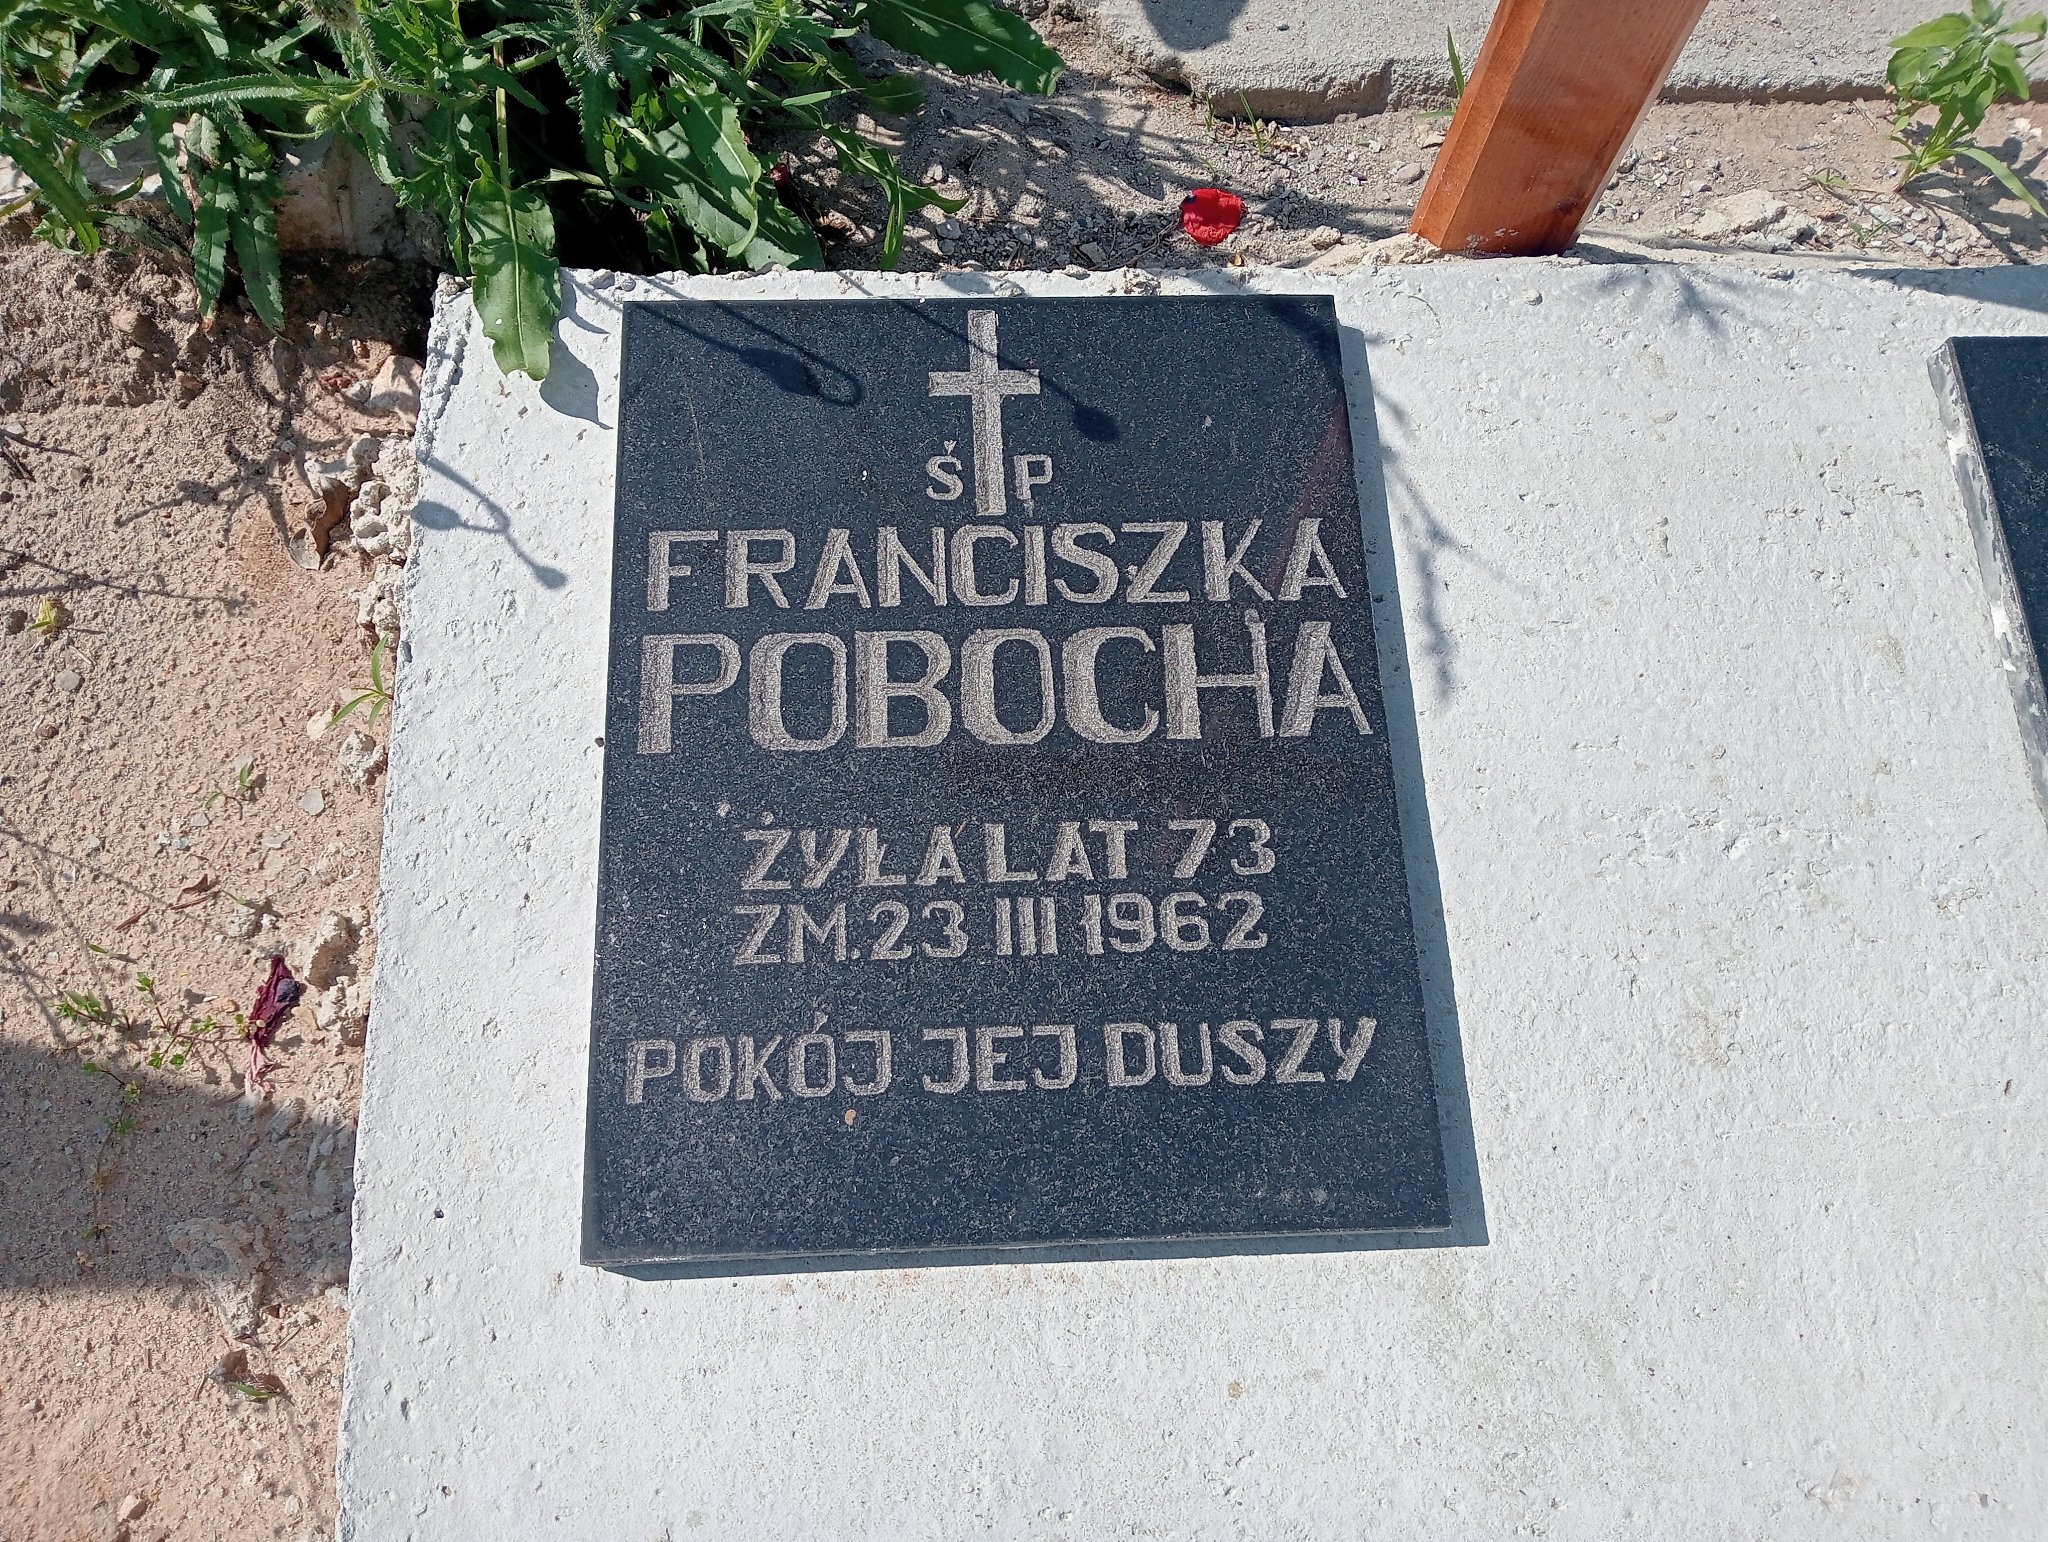 Ś P
FRANCISZKA
POBOCHA
ŻYŁA LAT 73
ZM. 23 III 1962
POKÓJ JEJ DUSZY